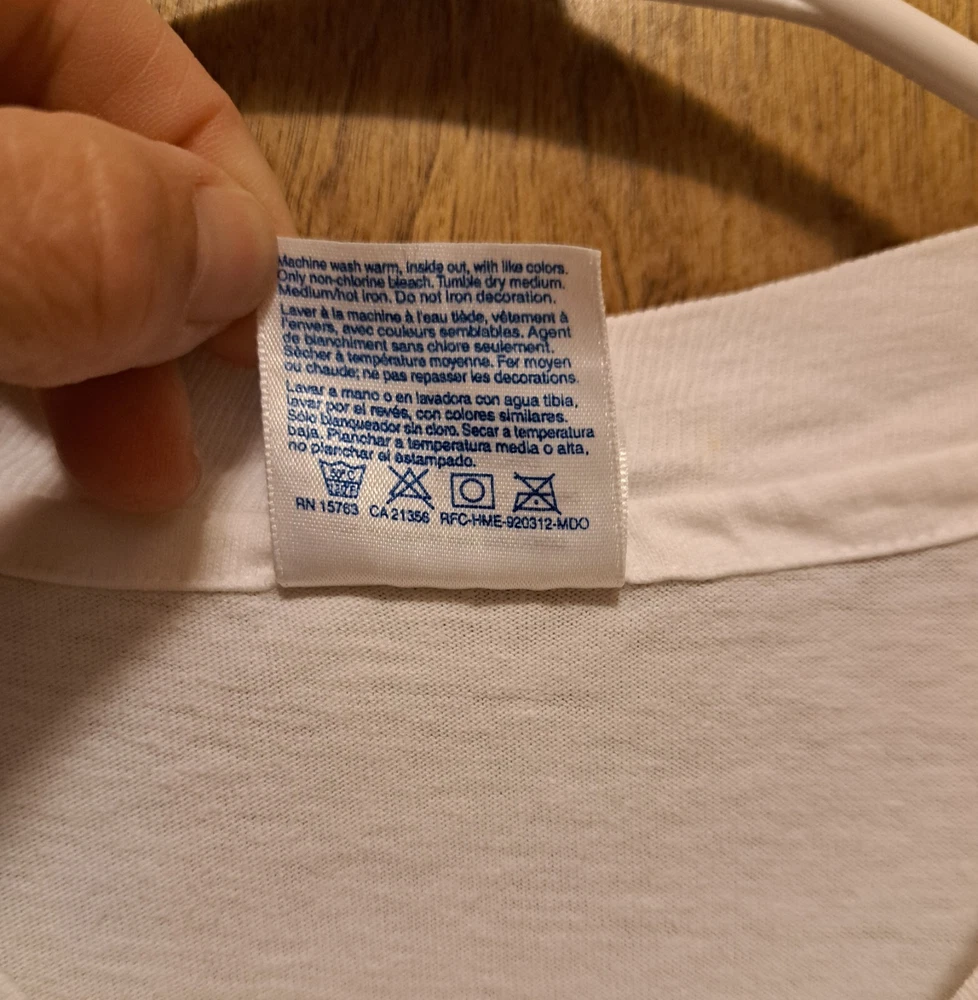 Machine wash warm, inside out, with like colors.
Only non-chlorine bleach. Tumble dry medium.
Medium/hot iron. Do not iron decoration.
Laver à la machine à l'eau tiède, vêtement à
l'envers, avec couleurs semblables. Agent
de blanchiment sans chlore seulement.
Sècher à température moyenne. Fer moyen
ou chaude; ne pas repasser les decorations.
Lavar a mano o en lavadora con agua tibia,
lavar por el revés, con colores similares.
Sólo blanqueador sin cloro. Secar a temperatura
baja. Planchar a temperatura media o alta,
no planchar el estampado.
RN 15763 CA 21356 RFC-HME-920312-MDO